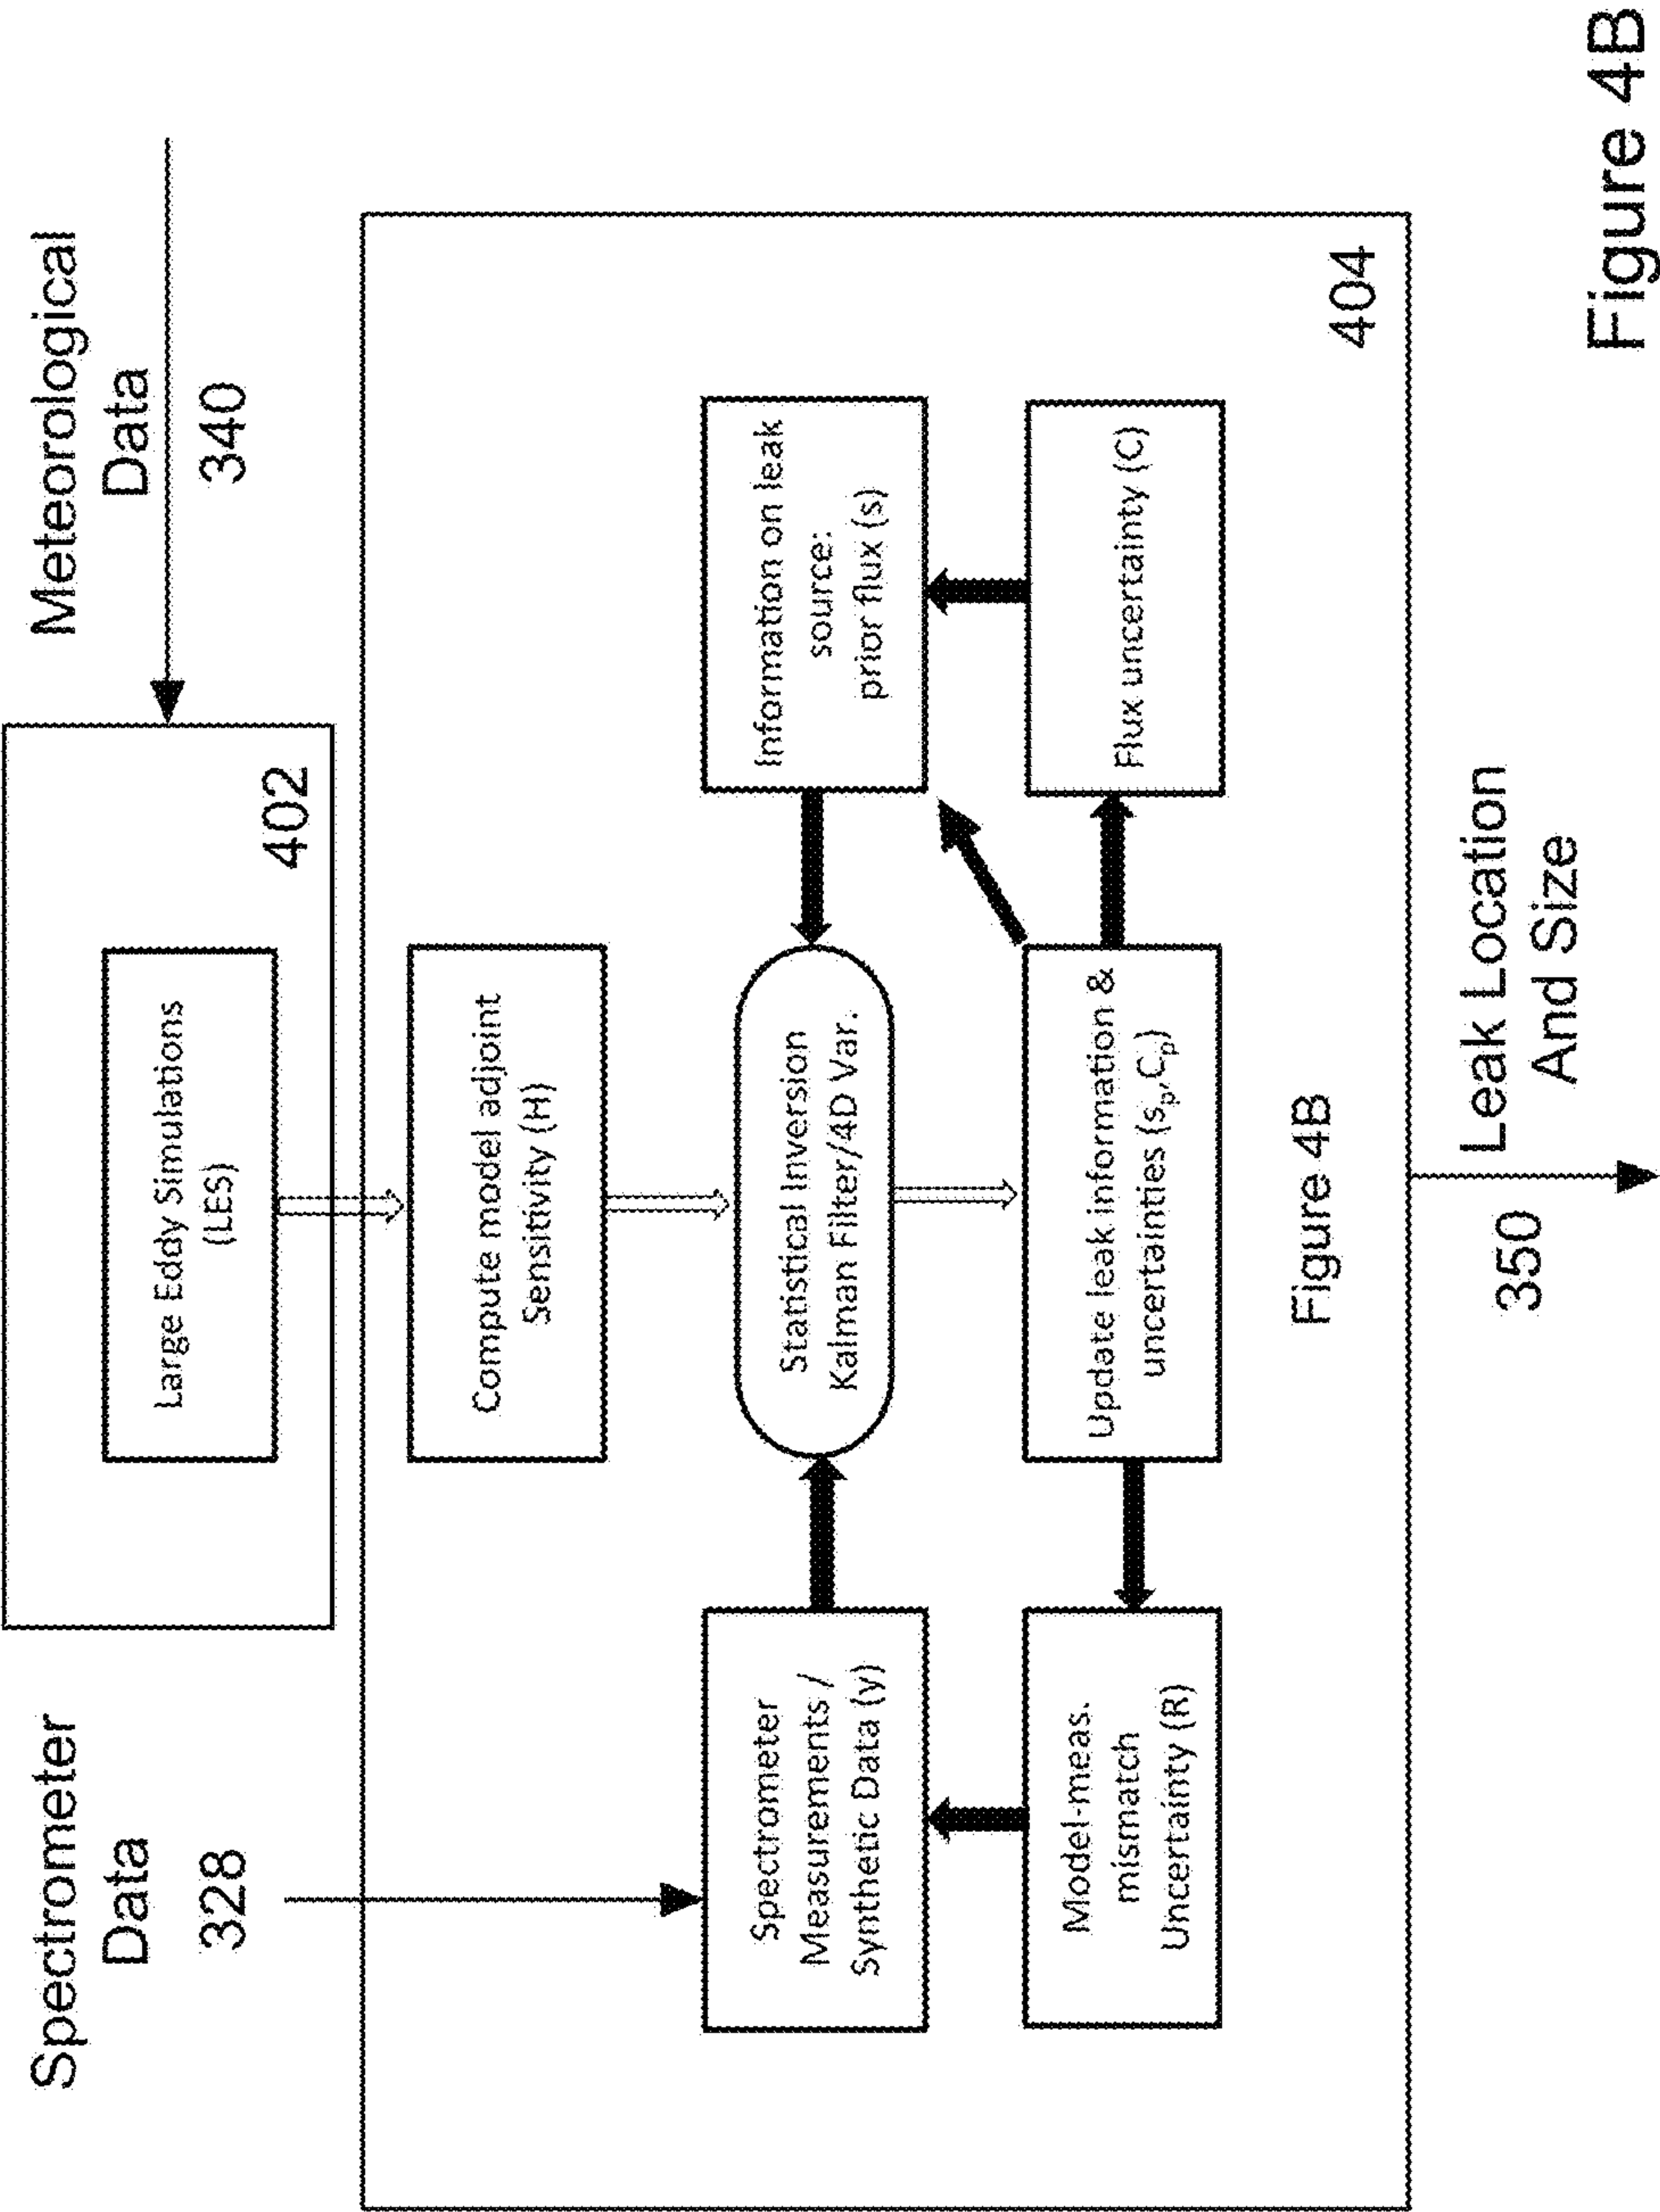 Spectrometer
Data
328
Meteorological
Data
340
Large Eddy Simulations
(LES)
402
Compute model adjoint
Sensitivity (H)
Spectrometer
Measurements /
Synthetic Data (y)
Statistical Inversion
Kalman Filter/4D Var.
Information on leak
source:
prior flux (s)
Model-meas.
mismatch
Uncertainty (R)
Update leak information &
uncertainties (sp,Cp)
Flux uncertainty (C)
Figure 4B
404
350
Leak Location
And Size
Figure 4B